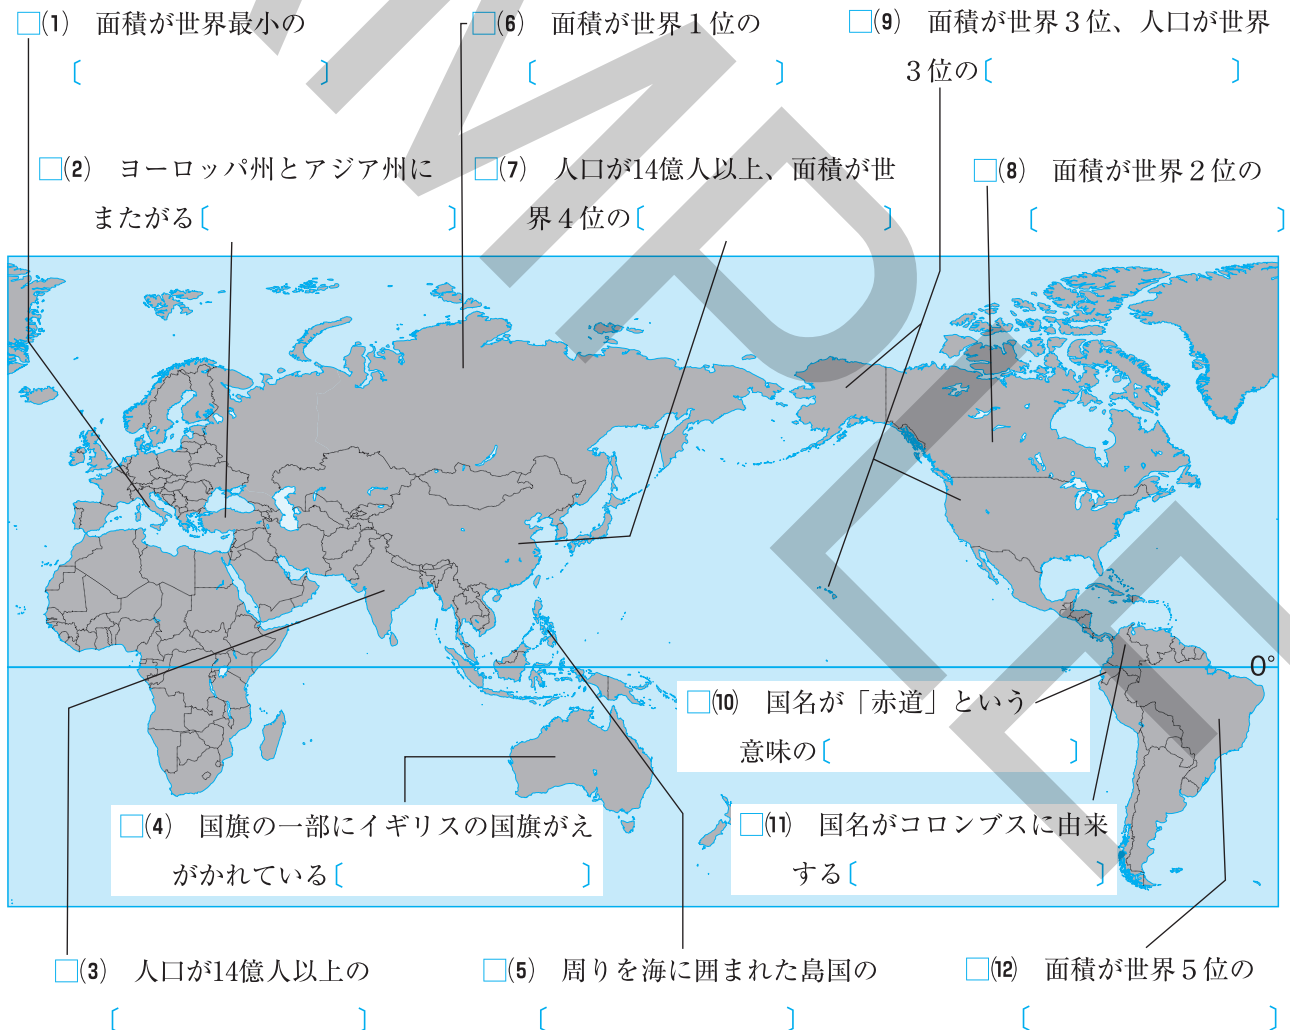 □⑴　面積が世界最小の
〔　　　　　　　　　　〕
□⑵　ヨーロッパ州とアジア州に
またがる〔　　　　　　　　　　〕
□⑹　面積が世界１位の
〔　　　　　　　　　　〕
□⑺　人口が14億人以上、面積が世
界４位の〔　　　　　　　　　　〕
□⑼　面積が世界３位、人口が世界
３位の〔　　　　　　　　　　〕
□⑻　面積が世界２位の
〔　　　　　　　　　　〕
0°
□⑽　国名が「赤道」という
意味の〔　　　　　　　　　　〕
□⑷　国旗の一部にイギリスの国旗がえ
がかれている〔　　　　　　　　　　〕
□⑾　国名がコロンブスに由来
する〔　　　　　　　　　　〕
□⑶　人口が14億人以上の
〔　　　　　　　　　　〕
□⑸　周りを海に囲まれた島国の
〔　　　　　　　　　　〕
□⑿　面積が世界５位の
〔　　　　　　　　　　〕